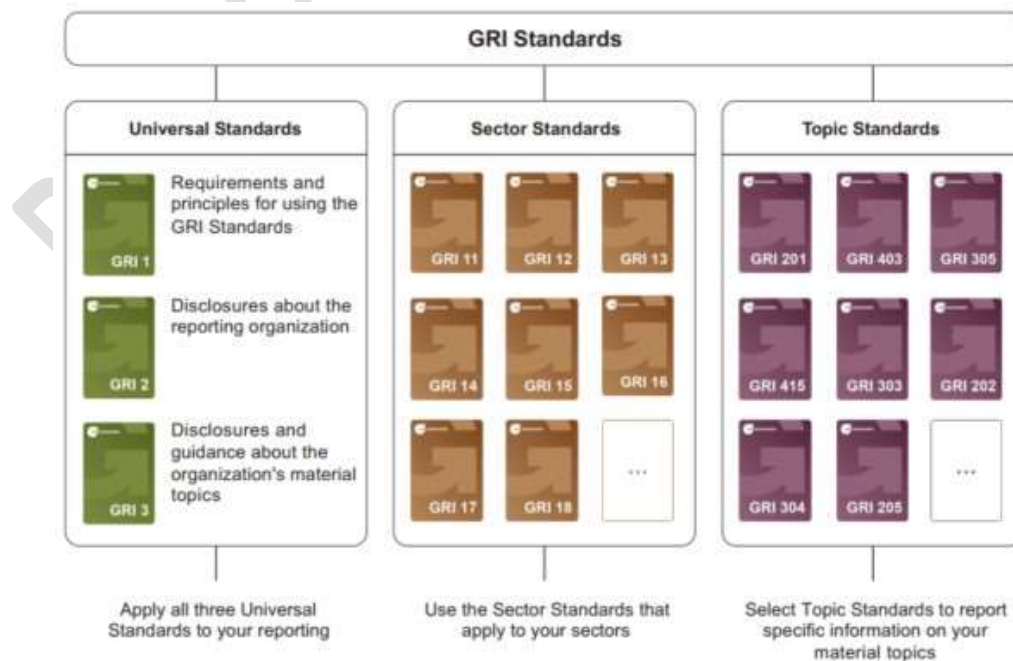 GRI Standards
Universal Standards
Requirements and
principles for using the
GRI Standards
GRI 1
Disclosures about the
reporting organization
GRI 2
Disclosures and
guidance about the
organization's material
topics
GRI 3
Apply all three Universal
Standards to your reporting
Sector Standards
GRI 11 GRI 12 GRI 13
GRI 14 GRI 15 GRI 16
GRI 17 GRI 18 ...
Use the Sector Standards that
apply to your sectors
Topic Standards
GRI 201 GRI 403 GRI 305
GRI 415 GRI 303 GRI 202
GRI 304 GRI 205 ...
Select Topic Standards to report
specific information on your
material topics